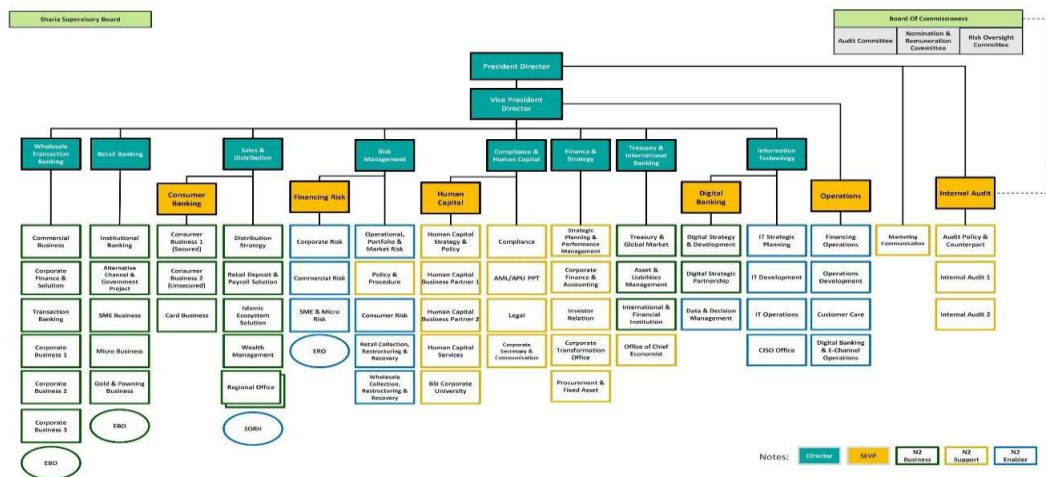 Sharia Supervisory Board
Board Of Commissioners
Audit Committee
Nomination &
Remuneration
Committee
Risk Oversight
Committee
President Director
Vice President
Director
Wholesale
Transaction
Banking
Retail Banking
Sales &
Distribution
Risk
Management
Compliance &
Human Capital
Finance &
Strategy
Treasury &
International
Banking
Information
Technology
Consumer
Banking
Financing Risk
Human
Capital
Digital
Banking
Operations
Internal Audit
Commercial
Business
Corporate
Finance &
Solution
Transaction
Banking
Corporate
Business 1
Corporate
Business 2
Corporate
Business 3
EBO
Institutional
Banking
Alternative
Channel &
Government
Project
SME Business
Micro Business
Gold & Pawning
Business
EBO
Consumer
Business 1
(Secured)
Consumer
Business 2
(Unsecured)
Card Business
Distribution
Strategy
Retail Deposit &
Payroll Solution
Islamic
Ecosystem
Solution
Wealth
Management
Regional Office
SORH
Corporate Risk
Commercial Risk
SME & Micro
Risk
ERO
Operational,
Portfolio &
Market Risk
Policy &
Procedure
Consumer Risk
Retail Collection,
Restructuring &
Recovery
Wholesale
Collection,
Restructuring &
Recovery
Human Capital
Strategy &
Policy
Human Capital
Business Partner 1
Human Capital
Business Partner 2
Human Capital
Services
BSI Corporate
University
Compliance
AML/APU PPT
Legal
Corporate
Secretary &
Communication
Strategic
Planning &
Performance
Management
Corporate
Finance &
Accounting
Investor
Relation
Corporate
Transformation
Office
Procurement &
Fixed Asset
Treasury &
Global Market
Asset &
Liabilities
Management
International &
Financial
Institution
Office of Chief
Economist
Digital Strategy
& Development
Digital Strategic
Partnership
Data & Decision
Management
IT Strategic
Planning
IT Development
IT Operations
CISO Office
Financing
Operations
Operations
Development
Customer Care
Digital Banking
& E-Channel
Operations
Marketing
Communication
Audit Policy &
Counterpart
Internal Audit 1
Internal Audit 2
Notes:
Director
SEVP
N2
Business
N2
Support
N2
Enabler